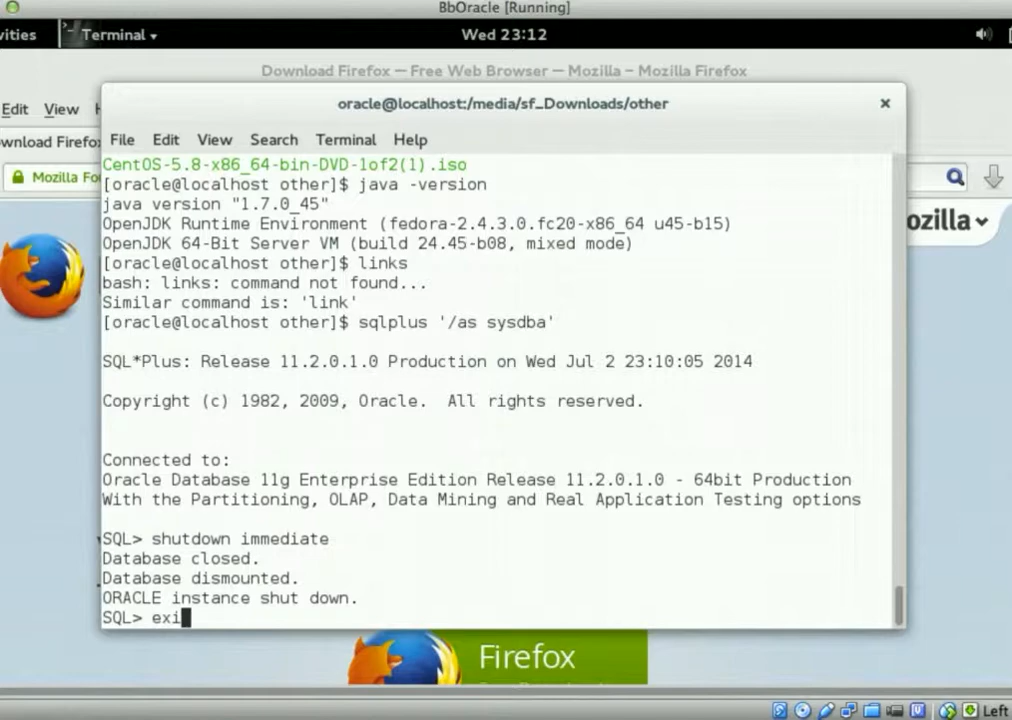 BbOracle [Running]
Terminal
Wed 23:12
Download Firefox — Free Web Browser — Mozilla – Mozilla Firefox
Edit View
oracle@localhost:/media/sf_Downloads/other
File Edit View Search Terminal Help
CentOS-5.8-x86_64-bin-DVD-1of2(1).iso
[oracle@localhost other]$ java -version
java version "1.7.0_45"
OpenJDK Runtime Environment (fedora-2.4.3.0.fc20-x86_64 u45-b15)
OpenJDK 64-Bit Server VM (build 24.45-b08, mixed mode)
[oracle@localhost other]$ links
bash: links: command not found...
Similar command is: 'link'
[oracle@localhost other]$ sqlplus '/as sysdba'
SQL*Plus: Release 11.2.0.1.0 Production on Wed Jul 2 23:10:05 2014
Copyright (c) 1982, 2009, Oracle.  All rights reserved.
Connected to:
Oracle Database 11g Enterprise Edition Release 11.2.0.1.0 - 64bit Production
With the Partitioning, OLAP, Data Mining and Real Application Testing options
SQL> shutdown immediate
Database closed.
Database dismounted.
ORACLE instance shut down.
SQL> exi
Firefox
Left